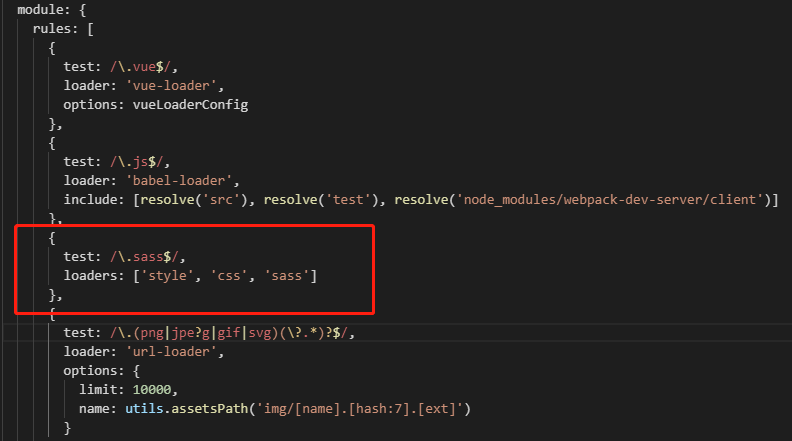 module: {
rules: [
{
test: /\.vue$/,
loader: 'vue-loader',
options: vueLoaderConfig
},
{
test: /\.js$/,
loader: 'babel-loader',
include: [resolve('src'), resolve('test'), resolve('node_modules/webpack-dev-server/client')]
},
{
test: /\.sass$/,
loaders: ['style', 'css', 'sass']
},
{
test: /\.(png|jpe?g|gif|svg)(\?.*)?$/,
loader: 'url-loader',
options: {
limit: 10000,
name: utils.assetsPath('img/[name].[hash:7].[ext]')
}